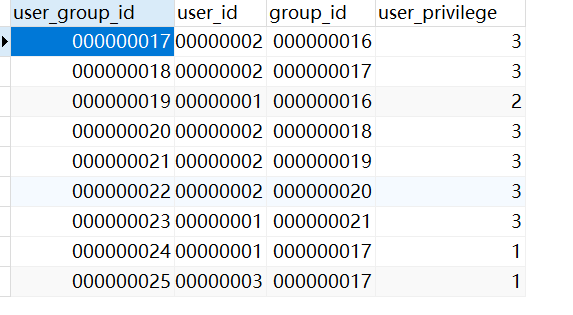 user_group_id user_id group_id user_privilege
000000017 00000002 000000016 3
000000018 00000002 000000017 3
000000019 00000001 000000016 2
000000020 00000002 000000018 3
000000021 00000002 000000019 3
000000022 00000002 000000020 3
000000023 00000001 000000021 3
000000024 00000001 000000017 1
000000025 00000003 000000017 1